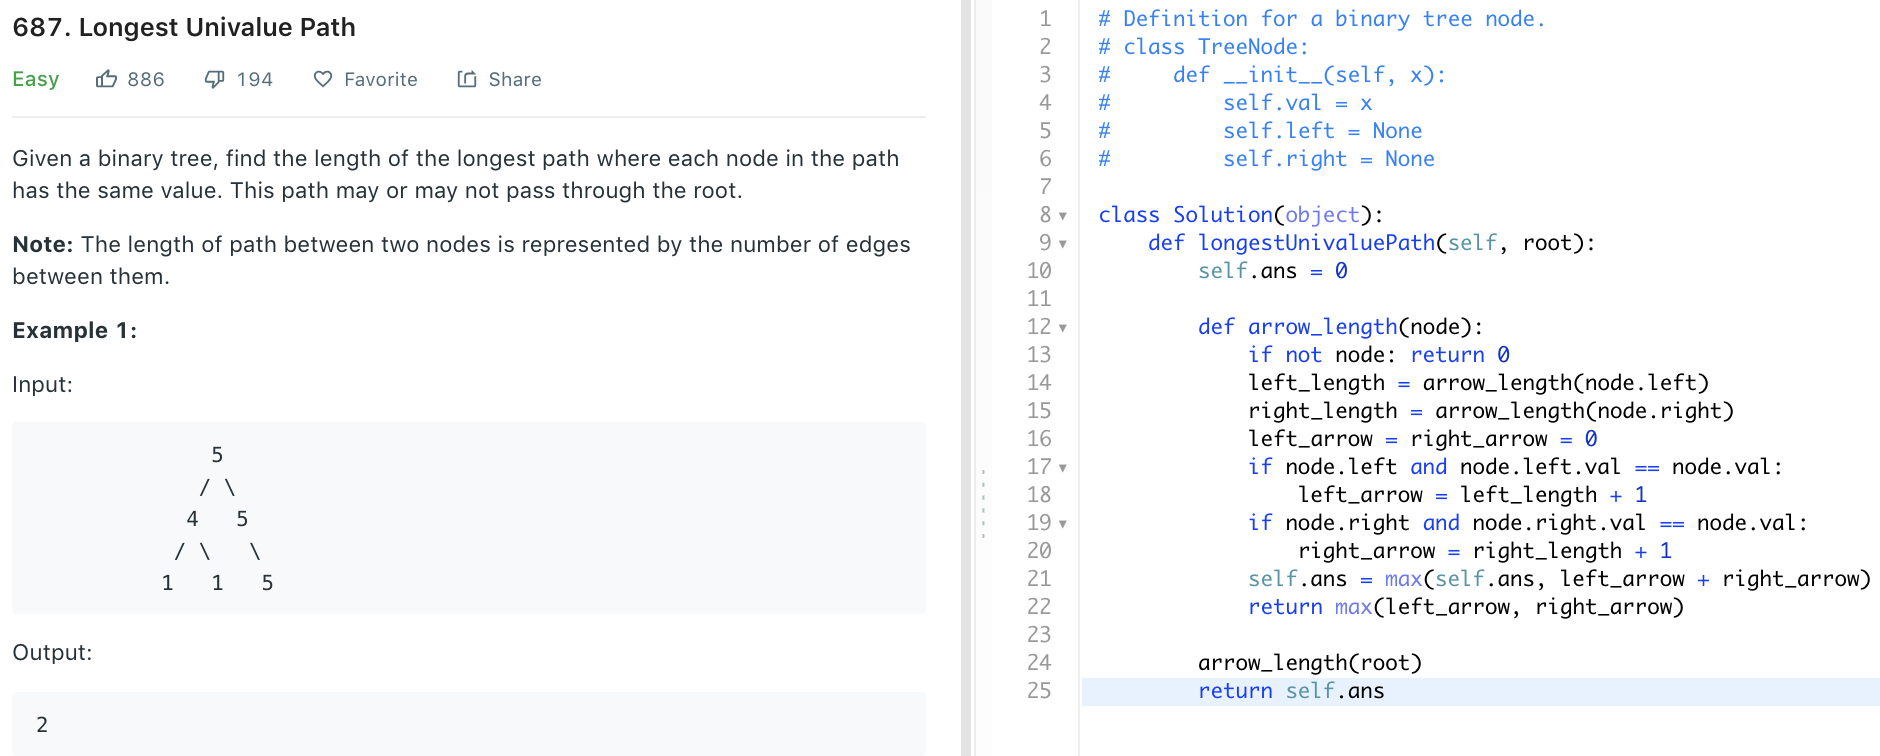 687. Longest Univalue Path
Easy 886 194 Favorite Share
Given a binary tree, find the length of the longest path where each node in the path
has the same value. This path may or may not pass through the root.
Note: The length of path between two nodes is represented by the number of edges
between them.
Example 1:
Input:
              5
             / \
            4   5
           / \   \
          1   1   5
Output:
2
1 # Definition for a binary tree node.
2 # class TreeNode:
3 #     def __init__(self, x):
4 #         self.val = x
5 #         self.left = None
6 #         self.right = None
7
8 class Solution(object):
9     def longestUnivaluePath(self, root):
10         self.ans = 0
11
12         def arrow_length(node):
13             if not node: return 0
14             left_length = arrow_length(node.left)
15             right_length = arrow_length(node.right)
16             left_arrow = right_arrow = 0
17             if node.left and node.left.val == node.val:
18                 left_arrow = left_length + 1
19             if node.right and node.right.val == node.val:
20                 right_arrow = right_length + 1
21             self.ans = max(self.ans, left_arrow + right_arrow)
22             return max(left_arrow, right_arrow)
23
24         arrow_length(root)
25         return self.ans